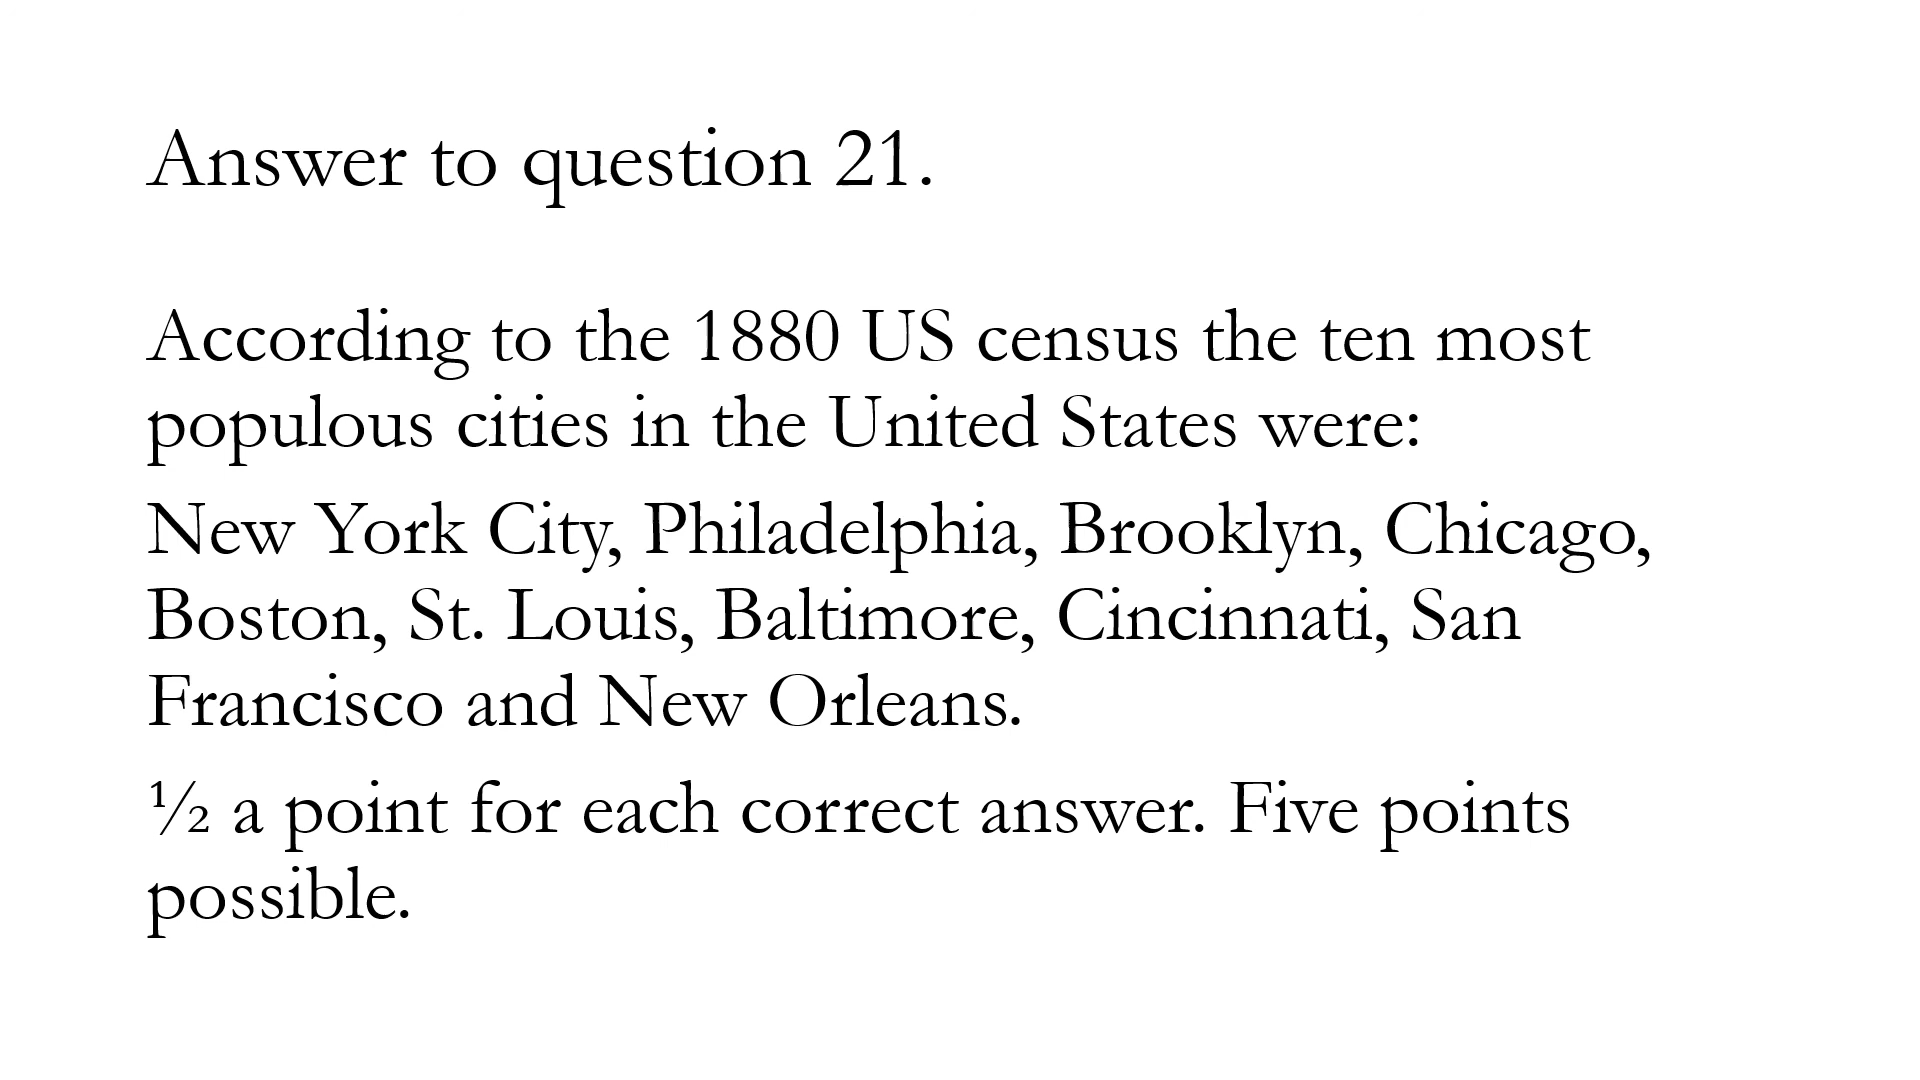 Answer to question 21.
According to the 1880 US census the ten most
populous cities in the United States were:
New York City, Philadelphia, Brooklyn, Chicago,
Boston, St. Louis, Baltimore, Cincinnati, San
Francisco and New Orleans.
½ a point for each correct answer. Five points
possible.